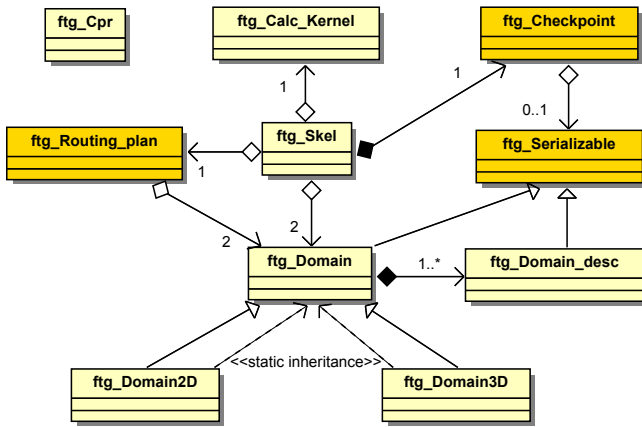 ftg_Cpr
ftg_Calc_Kernel
ftg_Checkpoint
1
1
0..1
ftg_Routing_plan
ftg_Skel
ftg_Serializable
1
2
2
ftg_Domain
1..*
ftg_Domain_desc
<<static inheritance>>
ftg_Domain2D
ftg_Domain3D